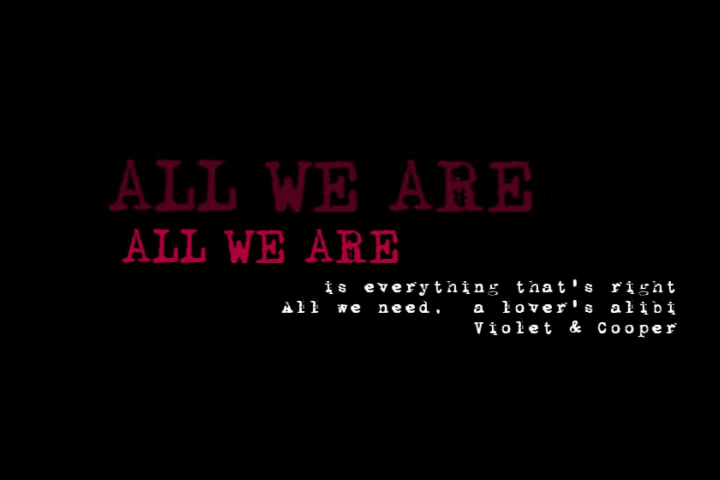 ALL WE ARE
ALL WE ARE
is everything that's right
All we need, a lover's alibi
Violet & Cooper